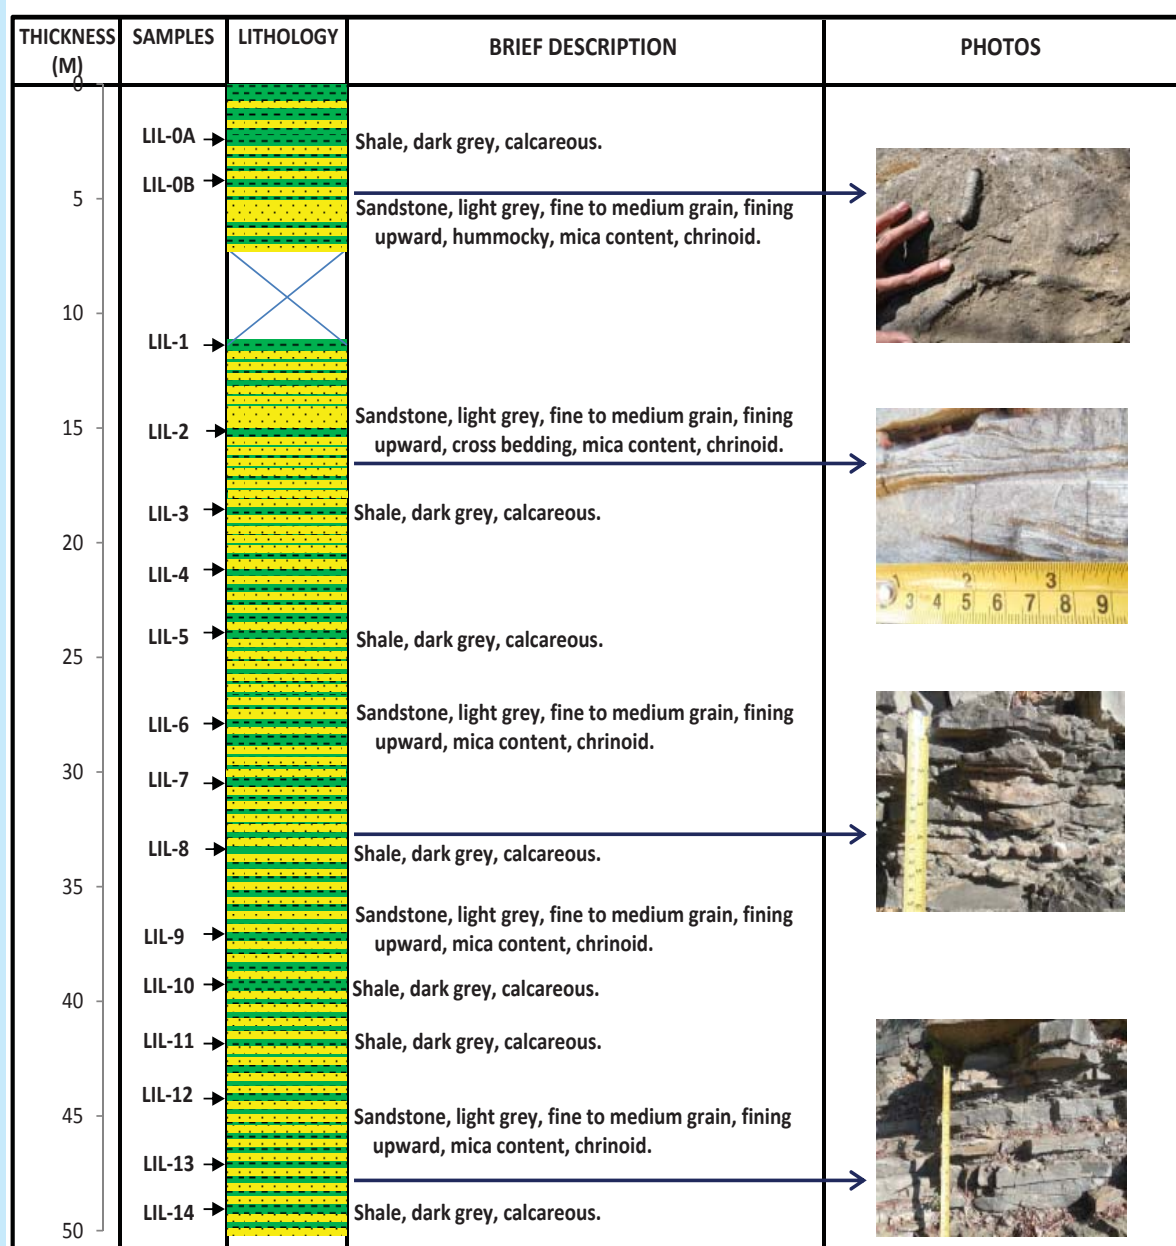 THICKNESS (M)
SAMPLES
LITHOLOGY
BRIEF DESCRIPTION
PHOTOS
0
LIL-0A
Shale, dark grey, calcareous.
LIL-0B
5
Sandstone, light grey, fine to medium grain, fining
upward, hummocky, mica content, chrinoid.
10
LIL-1
Sandstone, light grey, fine to medium grain, fining
15
LIL-2
upward, cross bedding, mica content, chrinoid.
LIL-3
Shale, dark grey, calcareous.
20
LIL-4
1 2 3
3 4 5 6 7 8 9
LIL-5
Shale, dark grey, calcareous.
25
Sandstone, light grey, fine to medium grain, fining
LIL-6
upward, mica content, chrinoid.
30
LIL-7
LIL-8
Shale, dark grey, calcareous.
35
Sandstone, light grey, fine to medium grain, fining
LIL-9
upward, mica content, chrinoid.
LIL-10
Shale, dark grey, calcareous.
40
LIL-11
Shale, dark grey, calcareous.
LIL-12
45
Sandstone, light grey, fine to medium grain, fining
upward, mica content, chrinoid.
LIL-13
LIL-14
Shale, dark grey, calcareous.
50